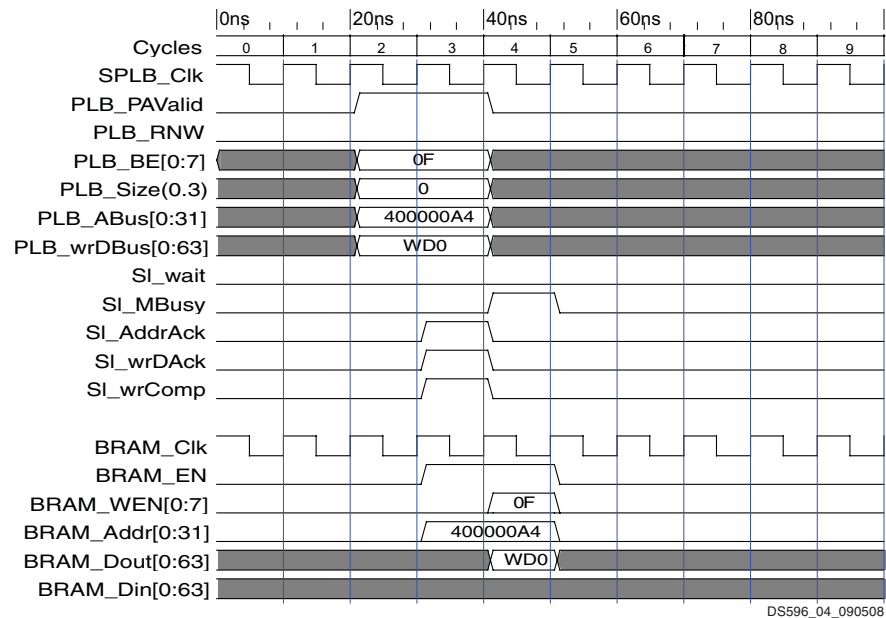 0ns 20ns 40ns 60ns 80ns
Cycles 0 1 2 3 4 5 6 7 8 9
SPLB_Clk
PLB_PAValid
PLB_RNW
PLB_BE[0:7] 0F
PLB_Size(0.3) 0
PLB_ABus[0:31] 400000A4
PLB_wrDBus[0:63] WD0
Sl_wait
Sl_MBusy
Sl_AddrAck
Sl_wrDAck
Sl_wrComp
BRAM_Clk
BRAM_EN
BRAM_WEN[0:7] 0F
BRAM_Addr[0:31] 400000A4
BRAM_Dout[0:63] WD0
BRAM_Din[0:63]
DS596_04_090508